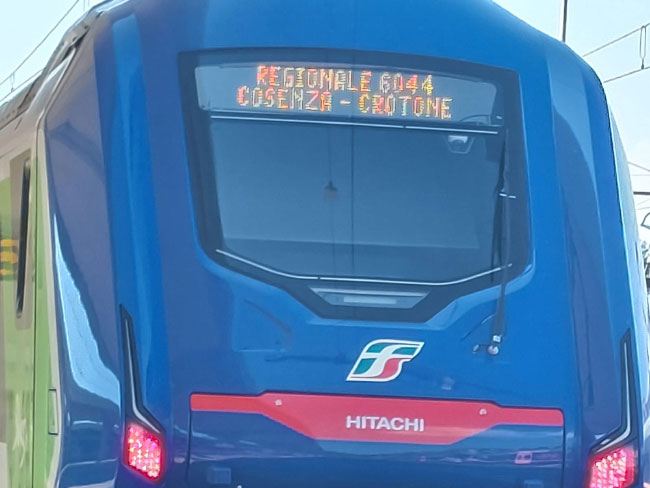 REGIONALE 6044
COSENZA - CROTONE
HITACHI